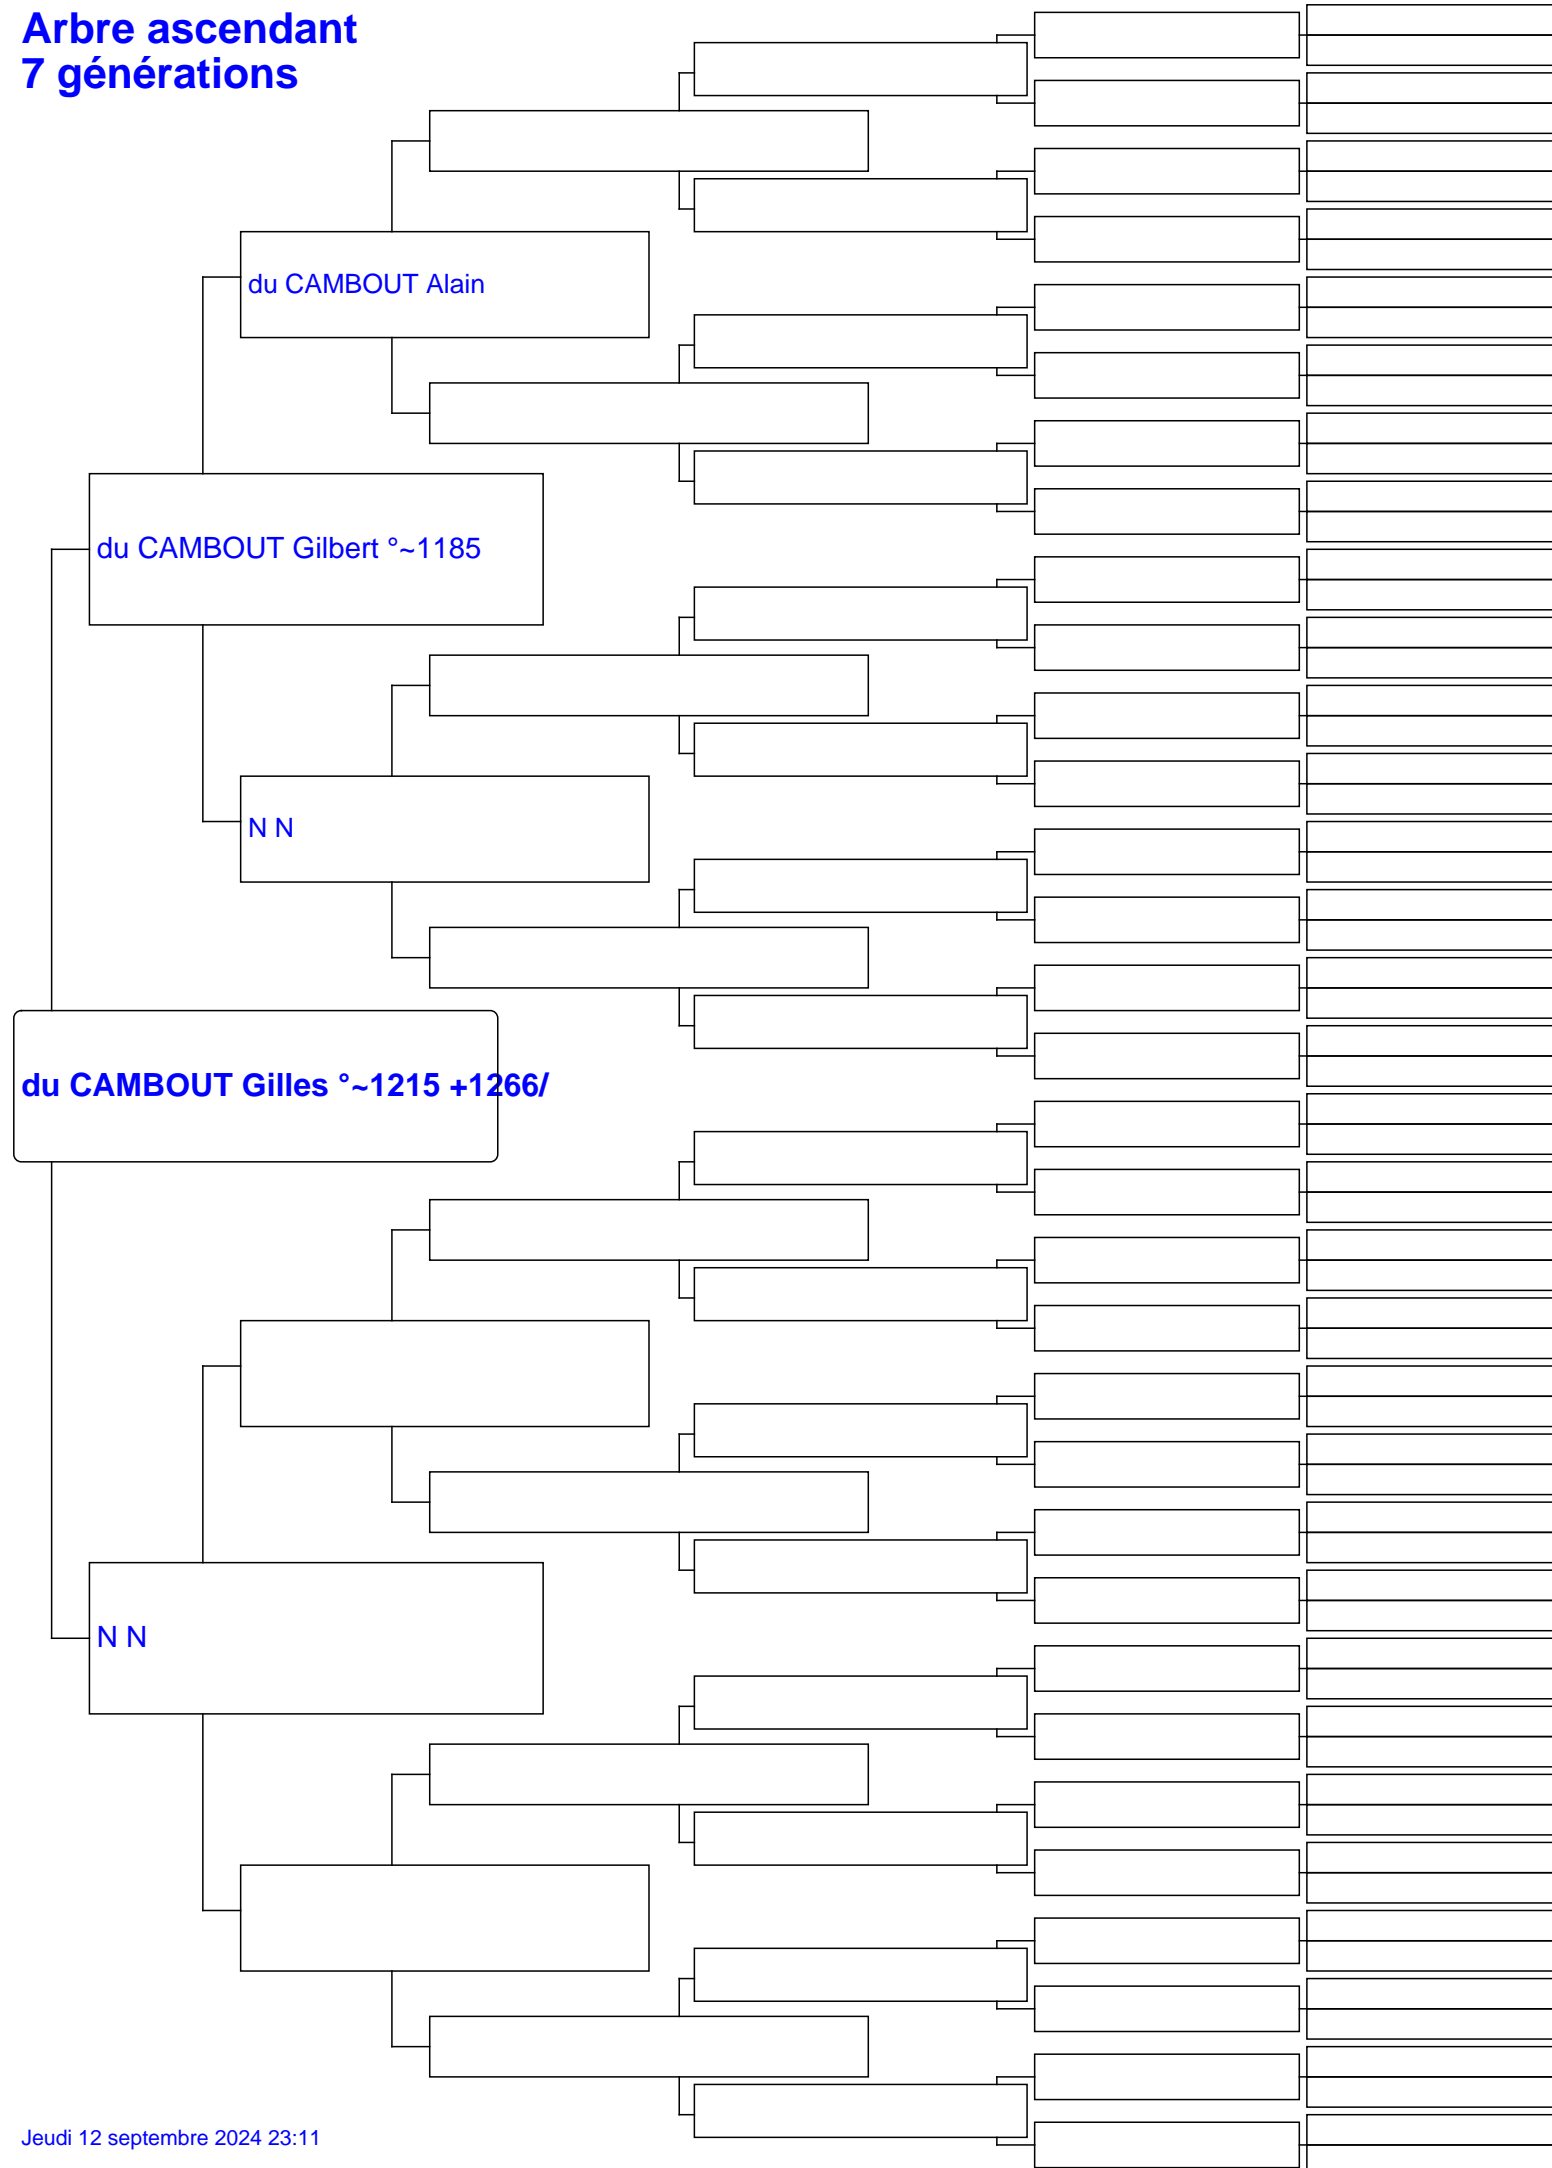 Arbre ascendant
7 générations
du CAMBOUT Alain
du CAMBOUT Gilbert °~1185
N N
du CAMBOUT Gilles °~1215 +1266/
N N
Jeudi 12 septembre 2024 23:11